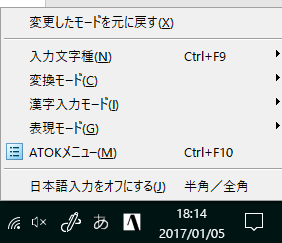 変更したモードを元に戻す(X)
入力文字種(N) Ctrl+F9
変換モード(C)
漢字入力モード(I)
表現モード(G)
ATOKメニュー(M) Ctrl+F10
日本語入力をオフにする(J) 半角／全角
あ A 18:14
2017/01/05